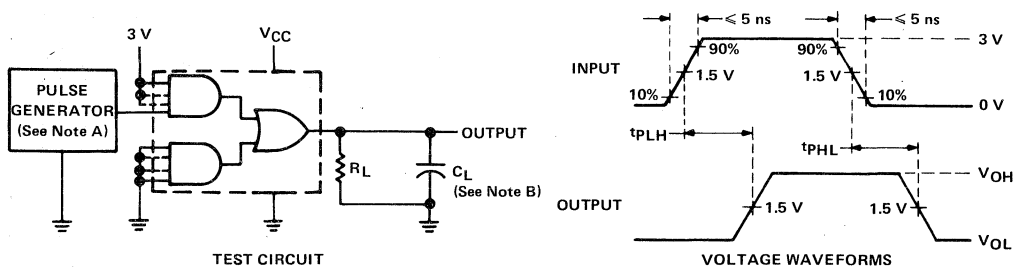 3 V
VCC
PULSE
GENERATOR
(See Note A)
OUTPUT
RL
CL
(See Note B)
TEST CIRCUIT
≤ 5 ns
≤ 5 ns
3 V
90%
90%
INPUT
1.5 V
1.5 V
10%
10%
0 V
tPLH
tPHL
VOH
OUTPUT
1.5 V
1.5 V
VOL
VOLTAGE WAVEFORMS